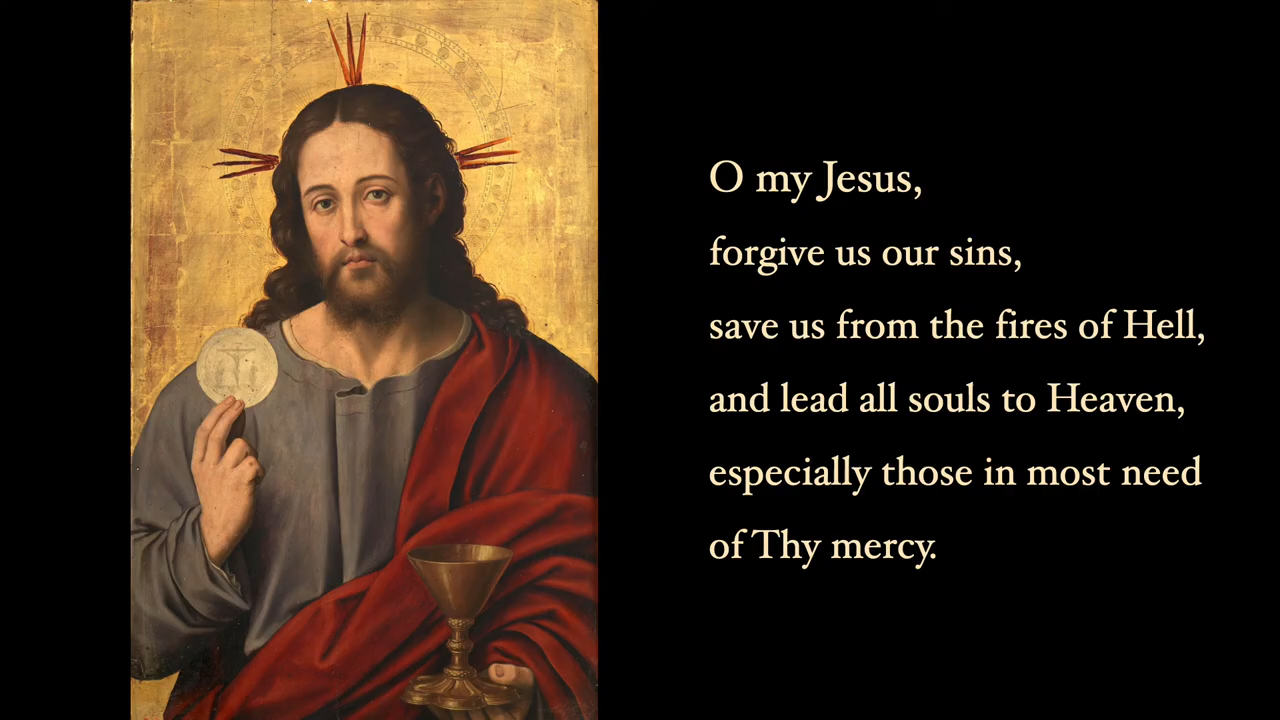 O my Jesus,
forgive us our sins,
save us from the fires of Hell,
and lead all souls to Heaven,
especially those in most need
of Thy mercy.